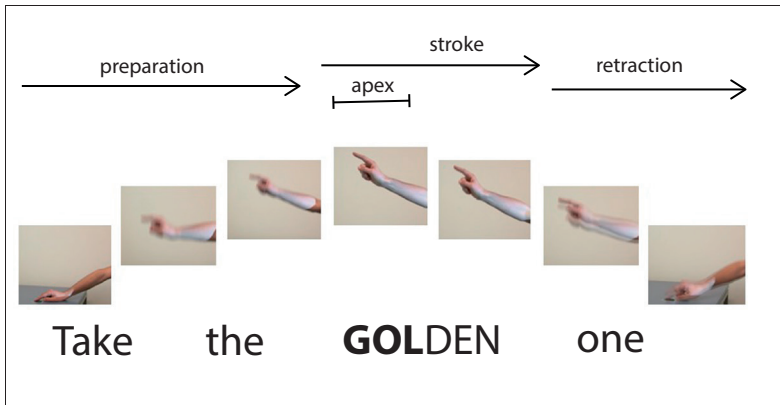 stroke
preparation
retraction
apex
Take the GOLDEN one